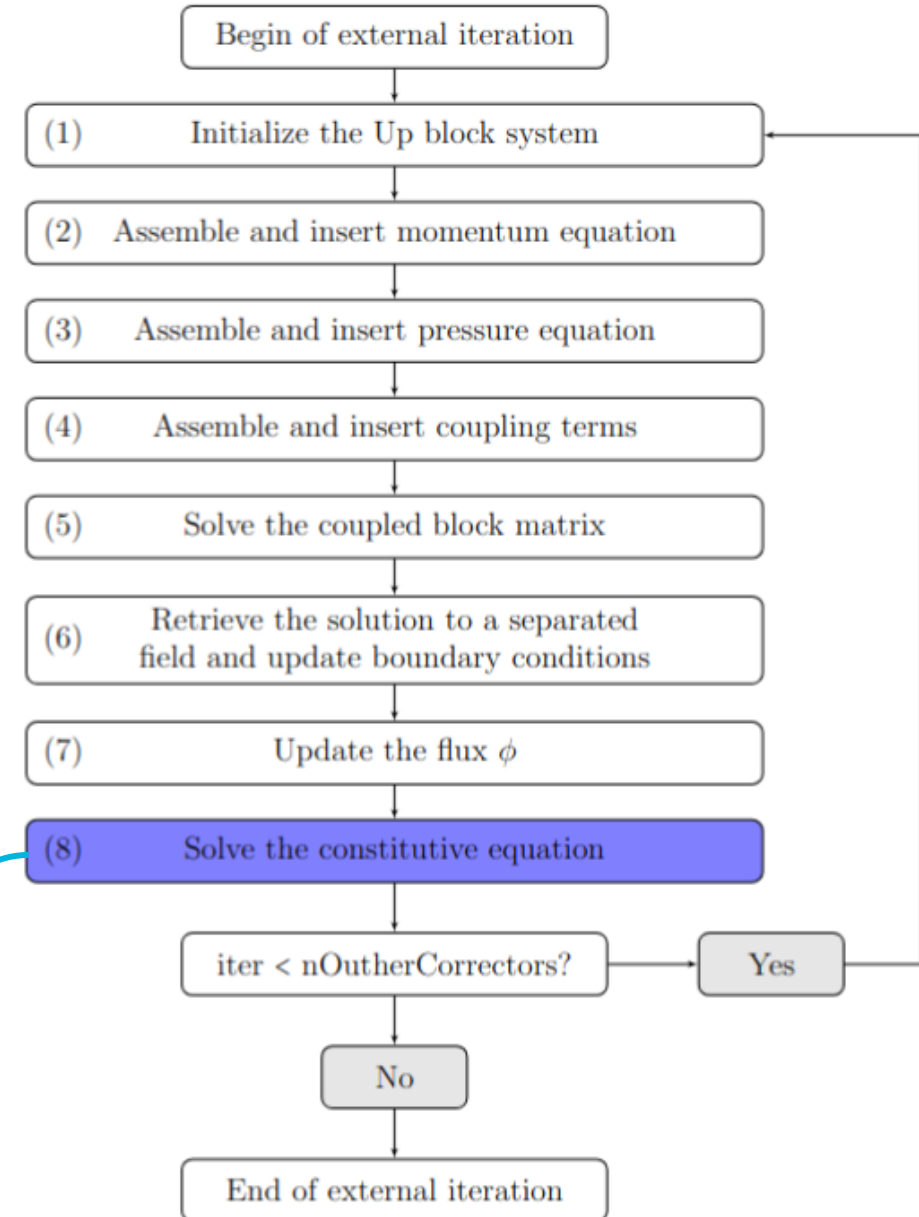 Begin of external iteration
(1) Initialize the Up block system
(2) Assemble and insert momentum equation
(3) Assemble and insert pressure equation
(4) Assemble and insert coupling terms
(5) Solve the coupled block matrix
(6) Retrieve the solution to a separated
field and update boundary conditions
(7) Update the flux ϕ
(8) Solve the constitutive equation
iter < nOutherCorrectors?
Yes
No
End of external iteration